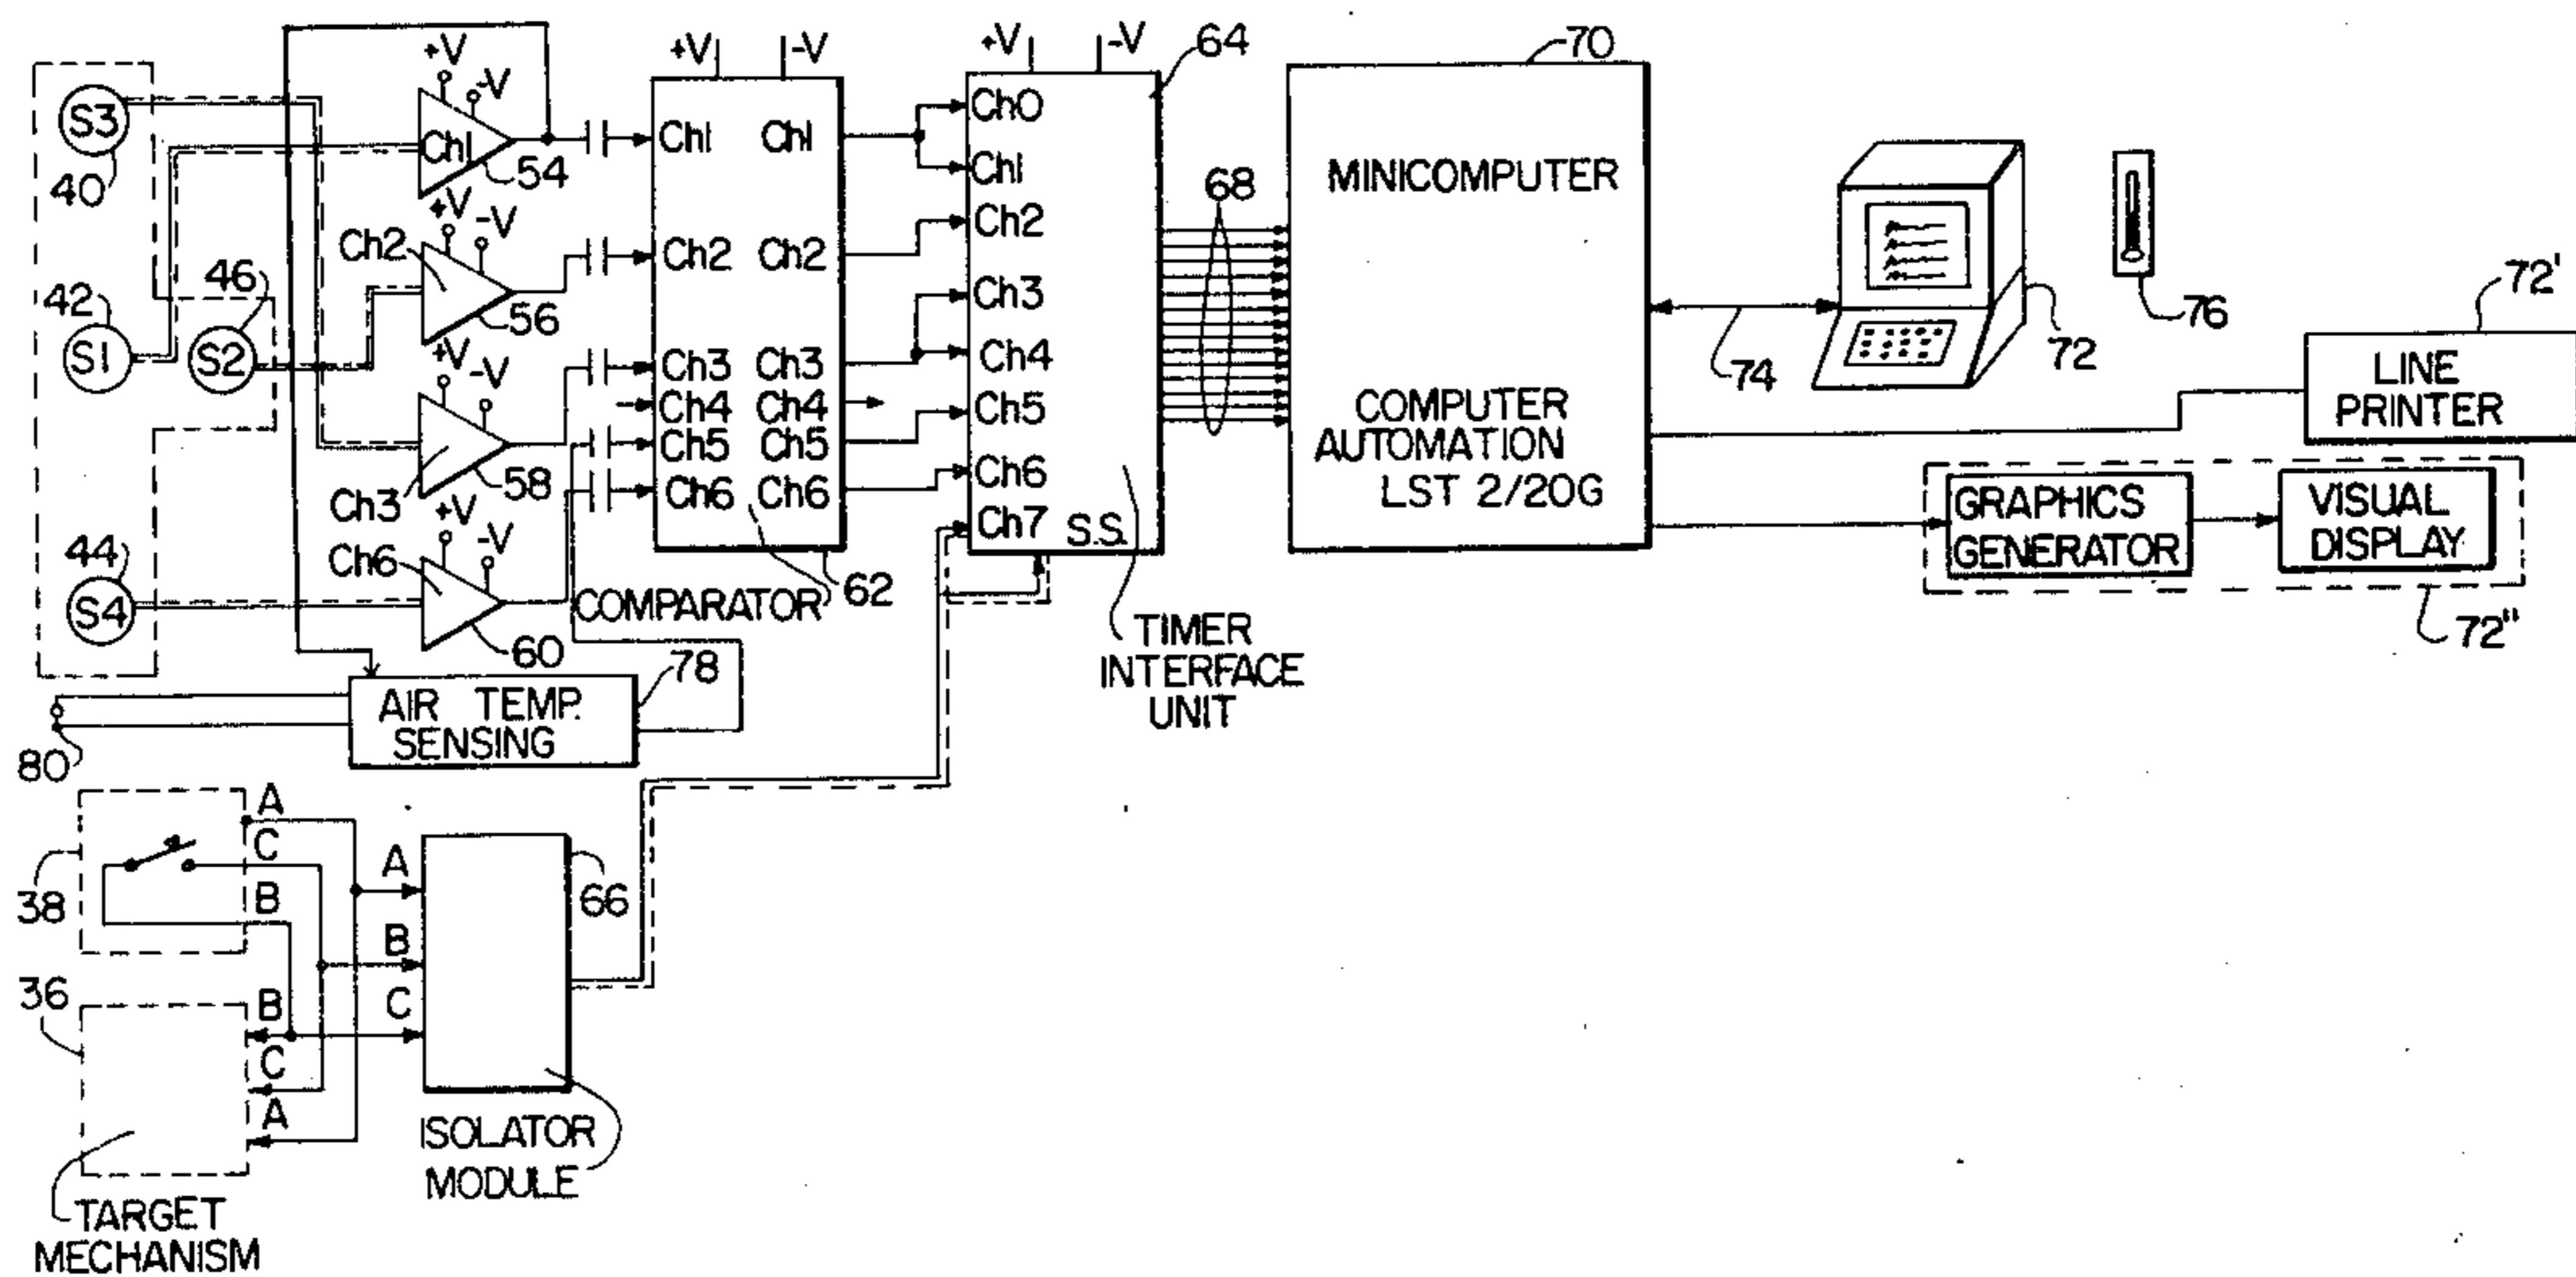 S3
40
S1
42
S2
46
S4
44
+V
-V
Ch1
54
+V
-V
Ch2
56
+V
-V
Ch3
58
+V
-V
Ch6
60
+V
-V
Ch1 Ch1
Ch2 Ch2
Ch3 Ch3
Ch4 Ch4
Ch5 Ch5
Ch6 Ch6
COMPARATOR
62
+V
-V
64
Ch0
Ch1
Ch2
Ch3
Ch4
Ch5
Ch6
Ch7 S.S.
TIMER
INTERFACE
UNIT
68
70
MINICOMPUTER
COMPUTER
AUTOMATION
LST 2/20G
74
72
76
72'
LINE
PRINTER
GRAPHICS
GENERATOR
VISUAL
DISPLAY
72"
AIR TEMP.
SENSING
78
80
38
A
C
B
36
B
C
A
TARGET
MECHANISM
A
B
C
66
ISOLATOR
MODULE